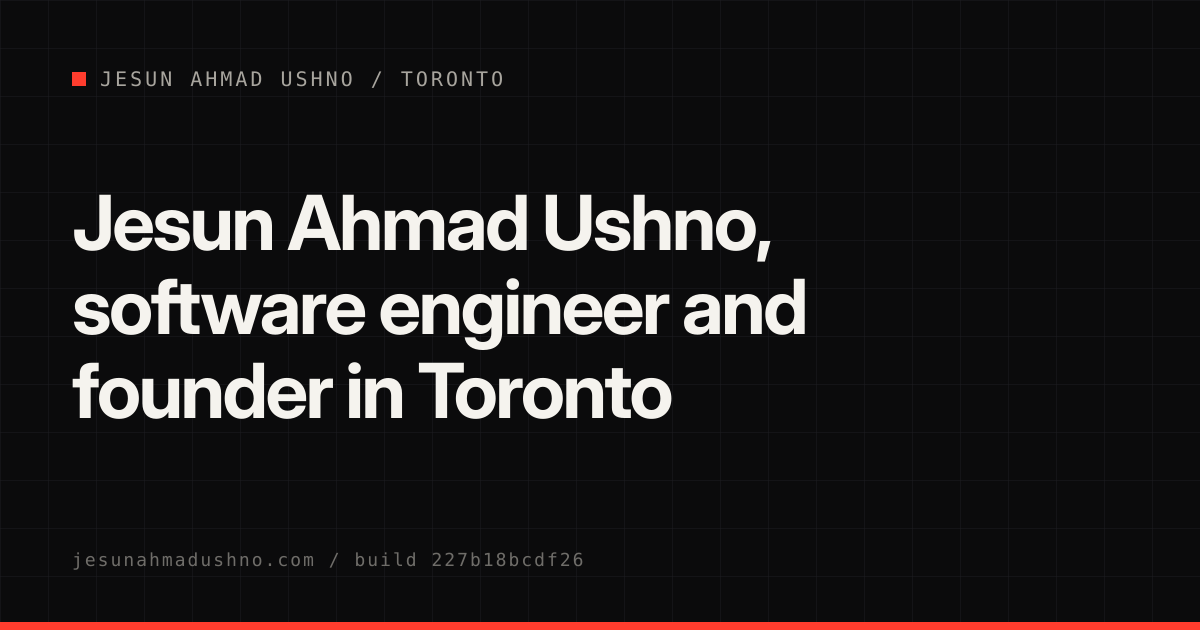 JESUN AHMAD USHNO / TORONTO
Jesun Ahmad Ushno,
software engineer and
founder in Toronto
jesunahmadushno.com / build 227b18bcdf26